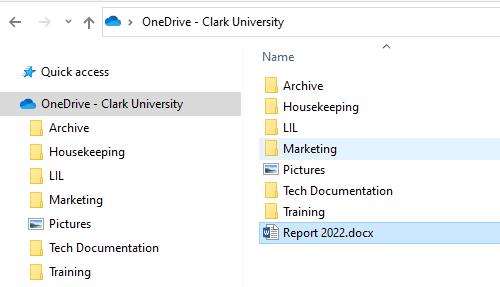 OneDrive - Clark University
Quick access
OneDrive - Clark University
Archive
Housekeeping
LIL
Marketing
Pictures
Tech Documentation
Training
Name
Archive
Housekeeping
LIL
Marketing
Pictures
Tech Documentation
Training
Report 2022.docx